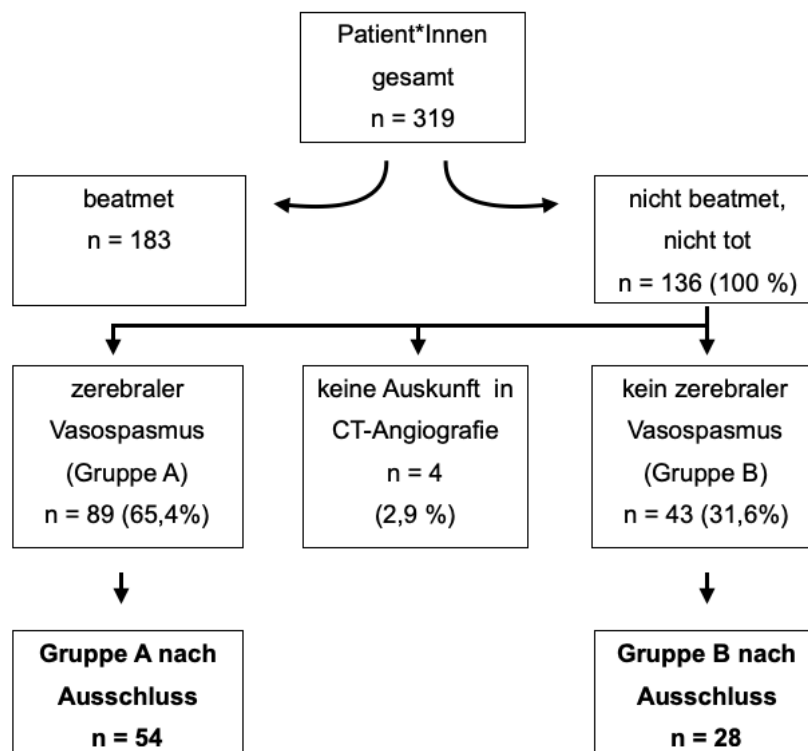 Patient*Innen
gesamt
n = 319
beatmet
n = 183
nicht beatmet,
nicht tot
n = 136 (100 %)
zerebraler
Vasospasmus
(Gruppe A)
n = 89 (65,4%)
keine Auskunft in
CT-Angiografie
n = 4
(2,9 %)
kein zerebraler
Vasospasmus
(Gruppe B)
n = 43 (31,6%)
Gruppe A nach
Ausschluss
n = 54
Gruppe B nach
Ausschluss
n = 28